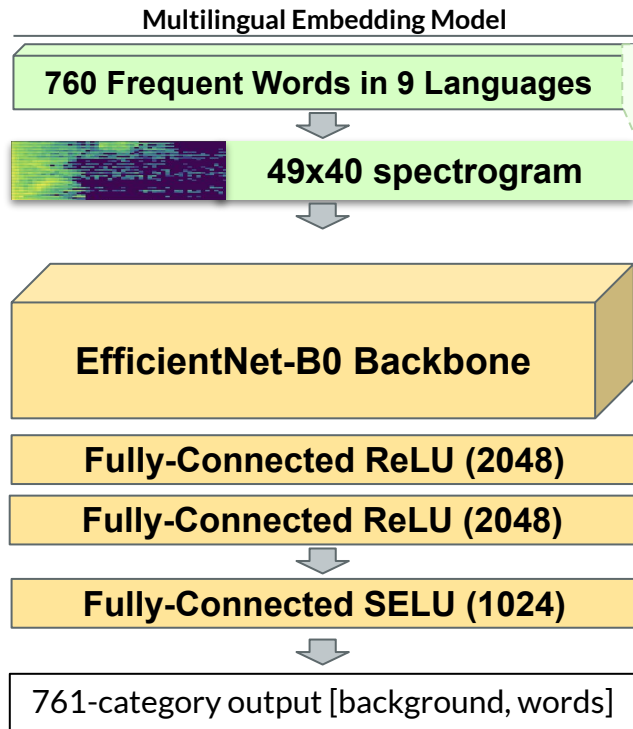 Multilingual Embedding Model
760 Frequent Words in 9 Languages
49x40 spectrogram
EfficientNet-B0 Backbone
Fully-Connected ReLU (2048)
Fully-Connected ReLU (2048)
Fully-Connected SELU (1024)
761-category output [background, words]